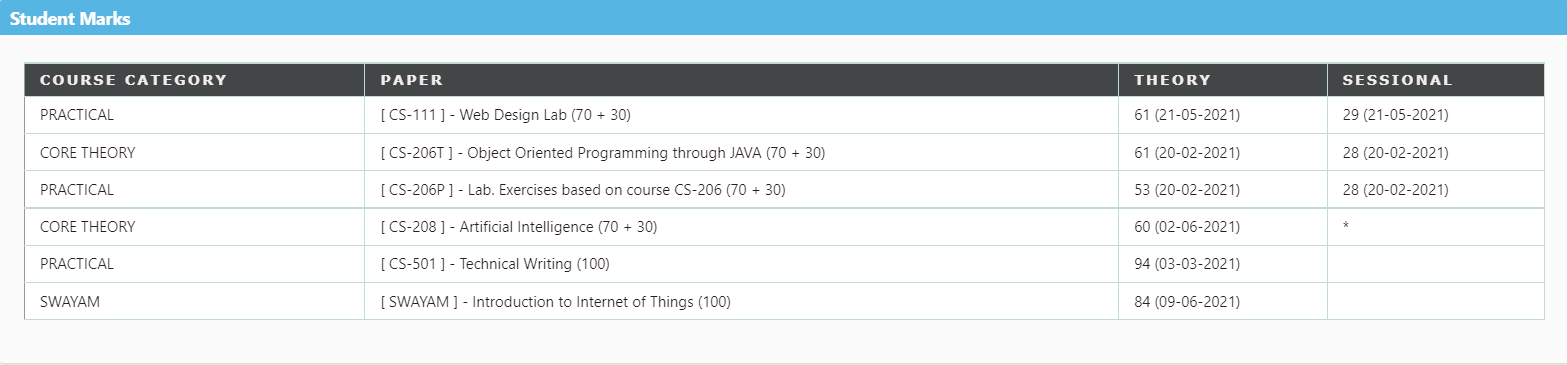 Student Marks
COURSE CATEGORY PAPER THEORY SESSIONAL
PRACTICAL [ CS-111 ] - Web Design Lab (70 + 30) 61 (21-05-2021) 29 (21-05-2021)
CORE THEORY [ CS-206T ] - Object Oriented Programming through JAVA (70 + 30) 61 (20-02-2021) 28 (20-02-2021)
PRACTICAL [ CS-206P ] - Lab. Exercises based on course CS-206 (70 + 30) 53 (20-02-2021) 28 (20-02-2021)
CORE THEORY [ CS-208 ] - Artificial Intelligence (70 + 30) 60 (02-06-2021) *
PRACTICAL [ CS-501 ] - Technical Writing (100) 94 (03-03-2021)
SWAYAM [ SWAYAM ] - Introduction to Internet of Things (100) 84 (09-06-2021)